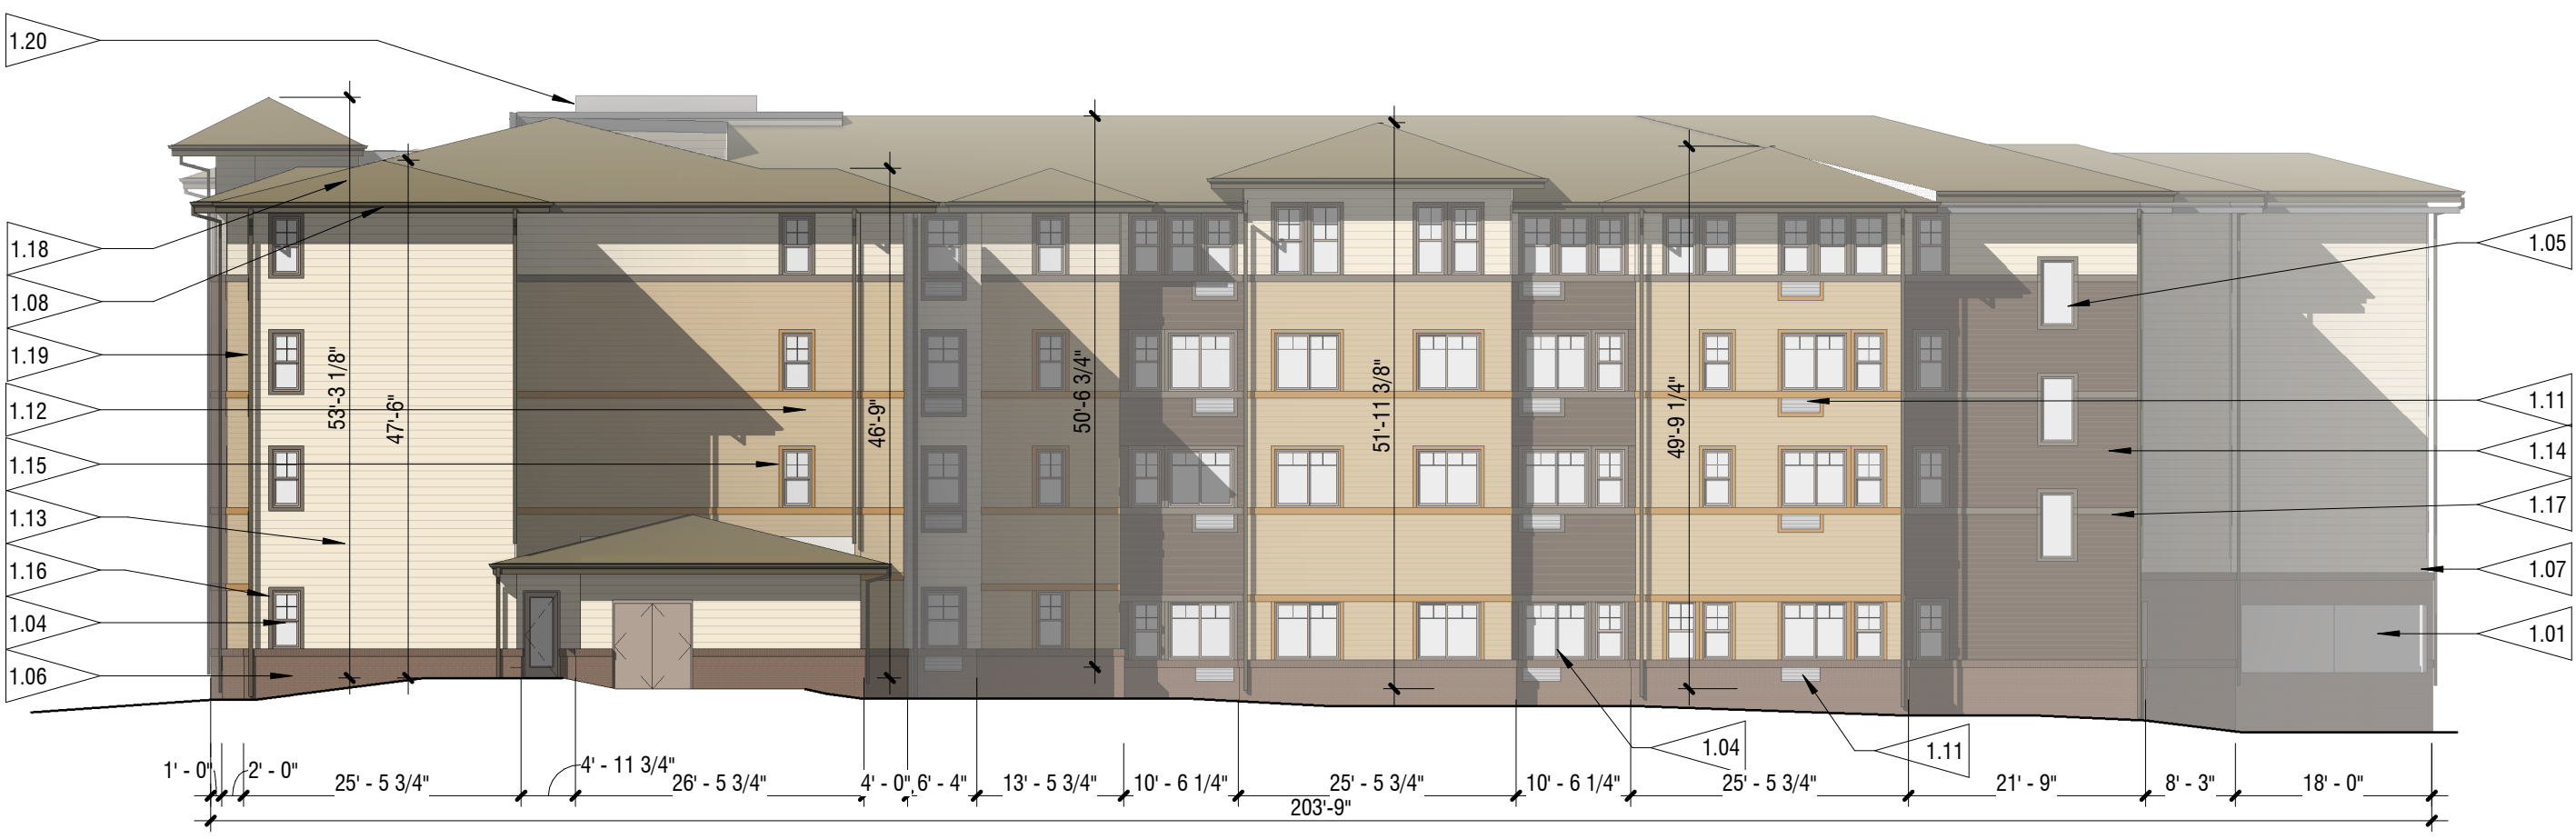 1.20
1.18
1.08
1.19
1.12
1.15
1.13
1.16
1.04
1.06
53'-3 1/8"
47'-6"
46'-9"
50'-6 3/4"
51'-11 3/8"
49'-9 1/4"
1.05
1.11
1.14
1.17
1.07
1.01
1.04
1.11
1' - 0"
2' - 0"
25' - 5 3/4"
4' - 11 3/4"
26' - 5 3/4"
4' - 0"
6' - 4"
13' - 5 3/4"
10' - 6 1/4"
25' - 5 3/4"
10' - 6 1/4"
25' - 5 3/4"
21' - 9"
8' - 3"
18' - 0"
203'-9"